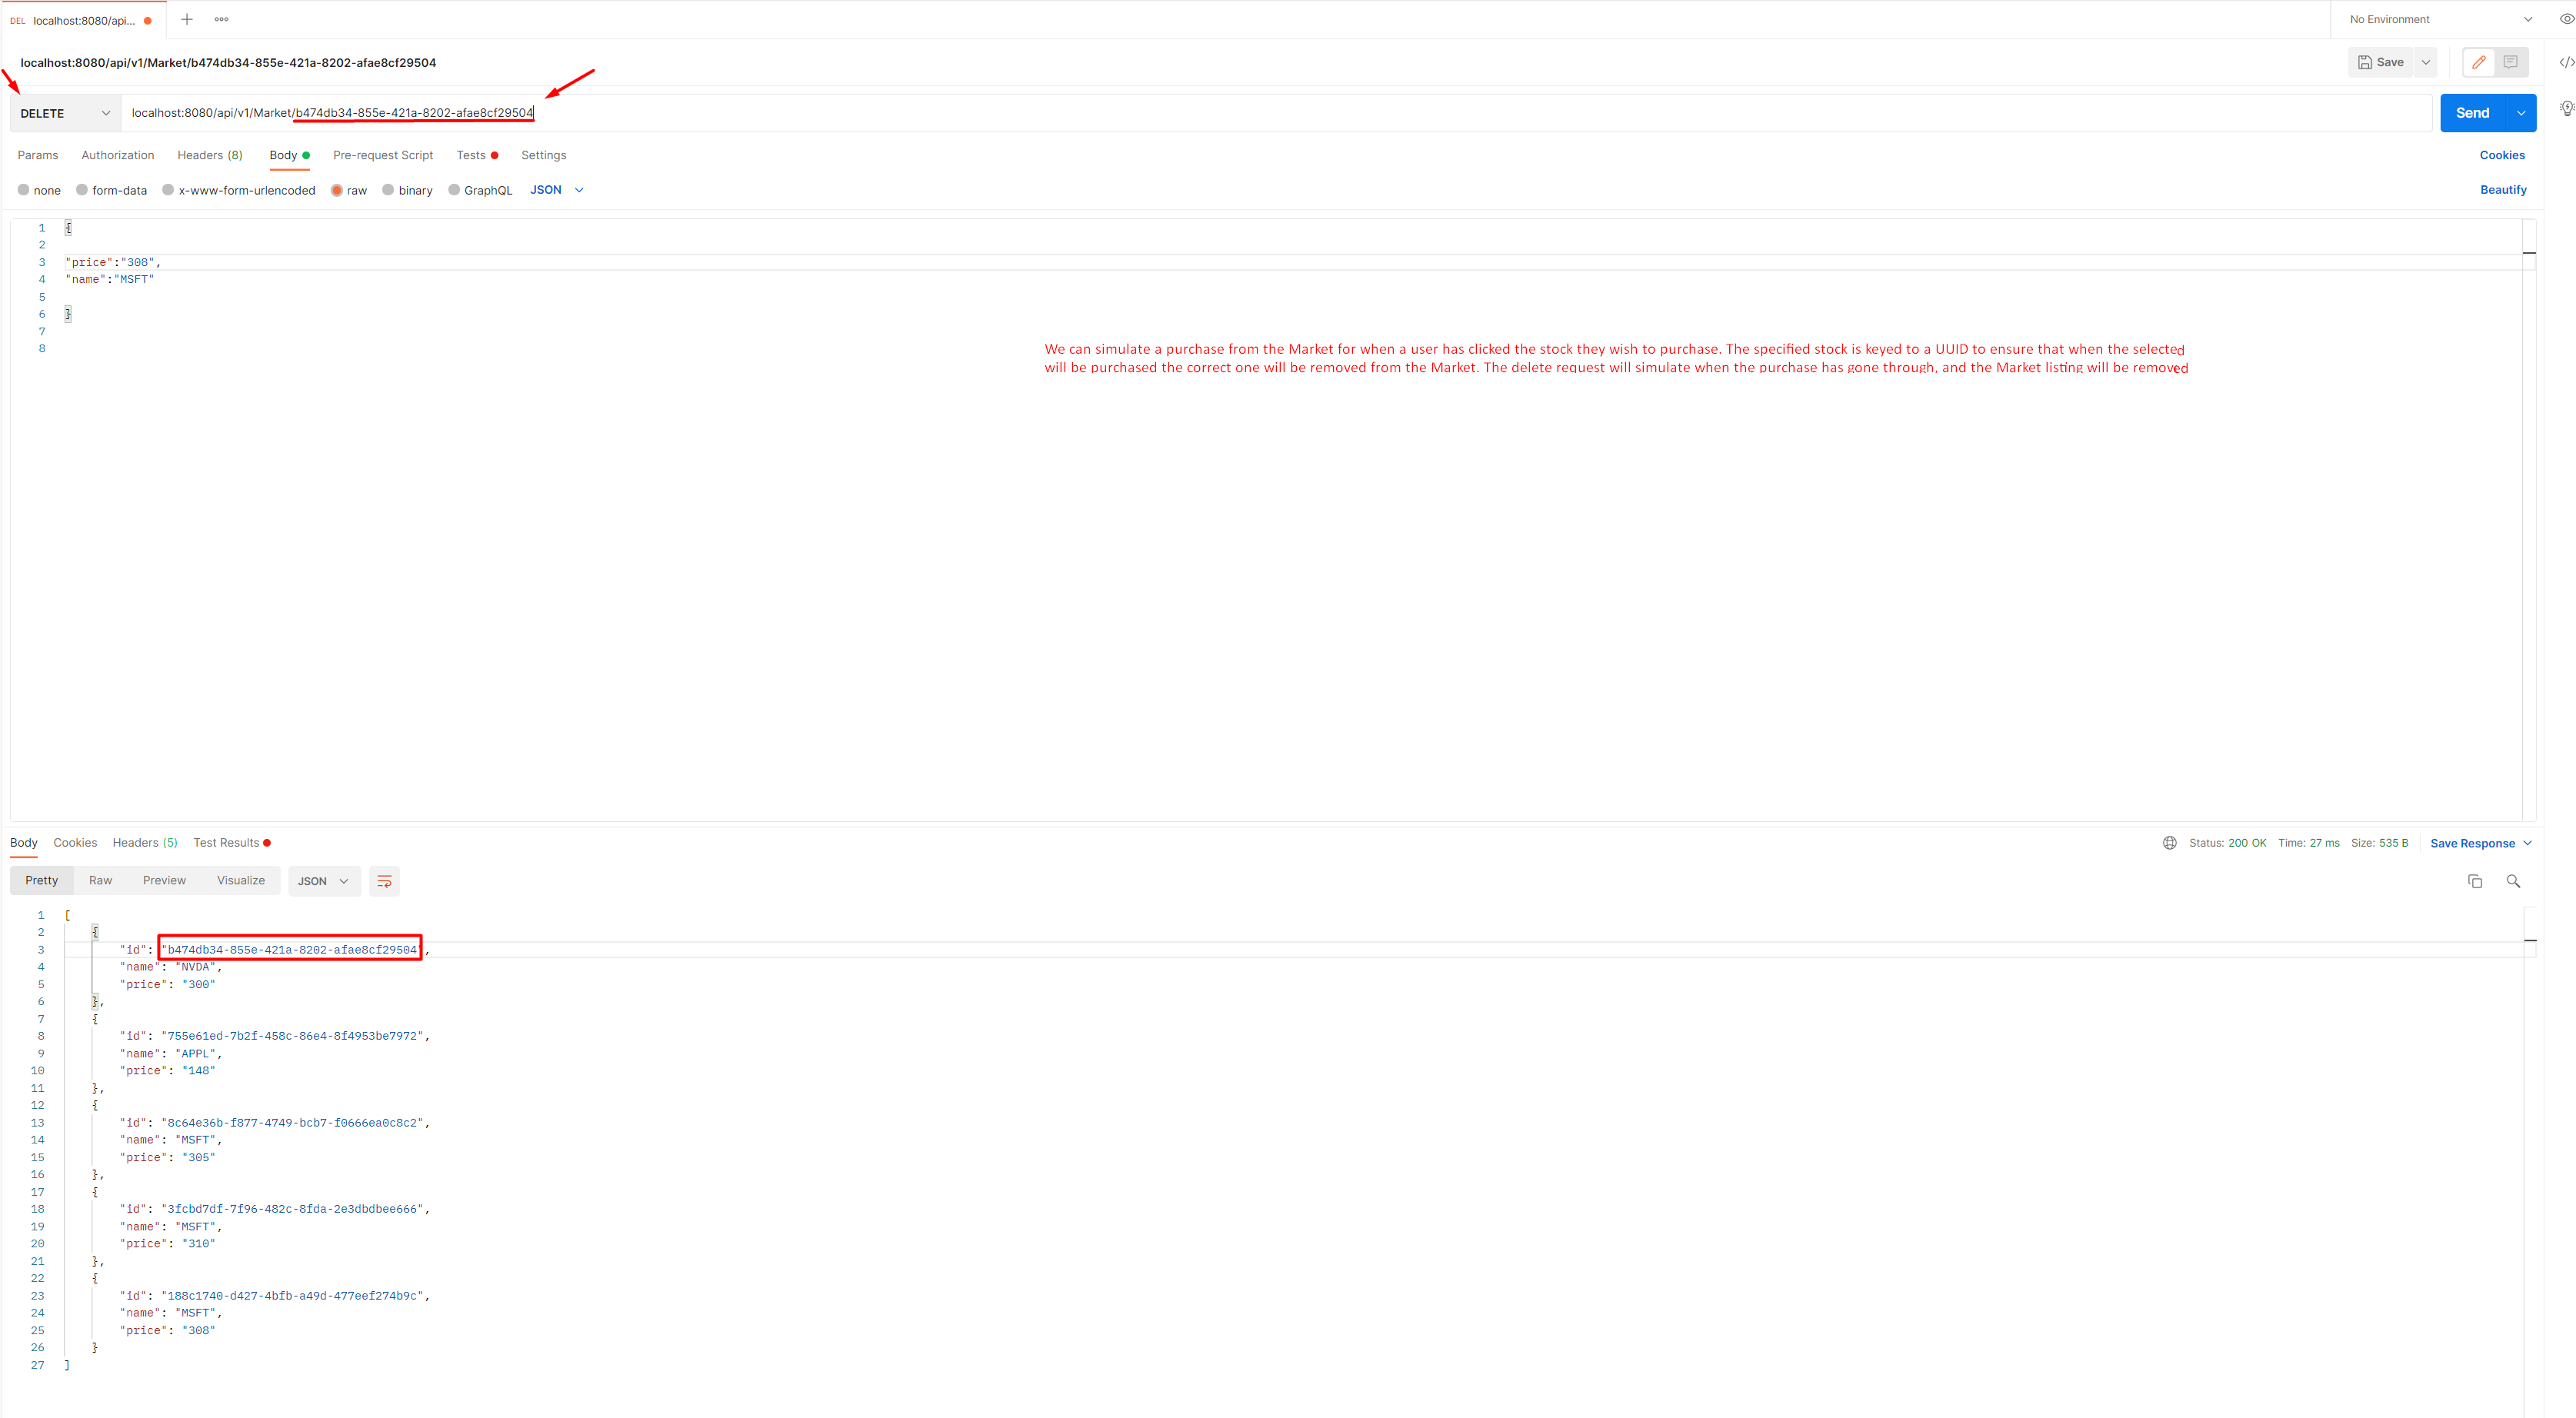 DEL localhost:8080/api...
No Environment
localhost:8080/api/v1/Market/b474db34-855e-421a-8202-afae8cf29504
Save
DELETE localhost:8080/api/v1/Market/b474db34-855e-421a-8202-afae8cf29504 Send
Params Authorization Headers (8) Body Pre-request Script Tests Settings Cookies
none form-data x-www-form-urlencoded raw binary GraphQL JSON Beautify
1 {
2
3 "price":"308",
4 "name":"MSFT"
5
6 }
7
8
We can simulate a purchase from the Market for when a user has clicked the stock they wish to purchase. The specified stock is keyed to a UUID to ensure that when the selected
will be purchased the correct one will be removed from the Market. The delete request will simulate when the purchase has gone through, and the Market listing will be removed
Body Cookies Headers (5) Test Results Status: 200 OK Time: 27 ms Size: 535 B Save Response
Pretty Raw Preview Visualize JSON
1 [
2 {
3 "id": "b474db34-855e-421a-8202-afae8cf29504",
4 "name": "NVDA",
5 "price": "300"
6 },
7 {
8 "id": "755e61ed-7b2f-458c-86e4-8f4953be7972",
9 "name": "APPL",
10 "price": "148"
11 },
12 {
13 "id": "8c64e36b-f877-4749-bcb7-f0666ea0c8c2",
14 "name": "MSFT",
15 "price": "305"
16 },
17 {
18 "id": "3fcbd7df-7f96-482c-8fda-2e3dbdbee666",
19 "name": "MSFT",
20 "price": "310"
21 },
22 {
23 "id": "188c1740-d427-4bfb-a49d-477eef274b9c",
24 "name": "MSFT",
25 "price": "308"
26 }
27 ]